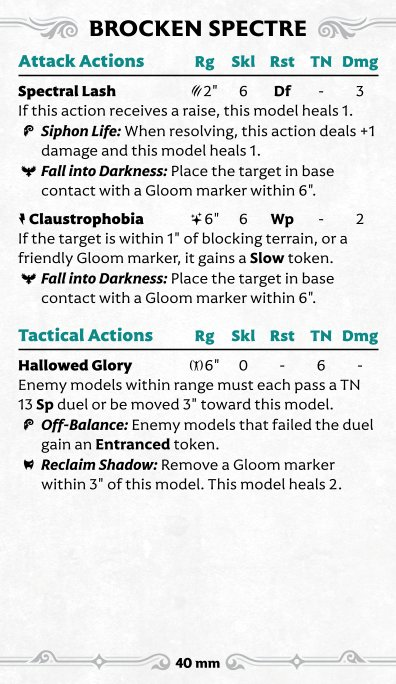 BROCKEN SPECTRE
Attack Actions Rg Skl Rst TN Dmg
Spectral Lash 2" 6 Df - 3
If this action receives a raise, this model heals 1.
Siphon Life: When resolving, this action deals +1
damage and this model heals 1.
Fall into Darkness: Place the target in base
contact with a Gloom marker within 6".
Claustrophobia 6" 6 Wp - 2
If the target is within 1" of blocking terrain, or a
friendly Gloom marker, it gains a Slow token.
Fall into Darkness: Place the target in base
contact with a Gloom marker within 6".
Tactical Actions Rg Skl Rst TN Dmg
Hallowed Glory 6" 0 - 6 -
Enemy models within range must each pass a TN
13 Sp duel or be moved 3" toward this model.
Off-Balance: Enemy models that failed the duel
gain an Entranced token.
Reclaim Shadow: Remove a Gloom marker
within 3" of this model. This model heals 2.
40 mm